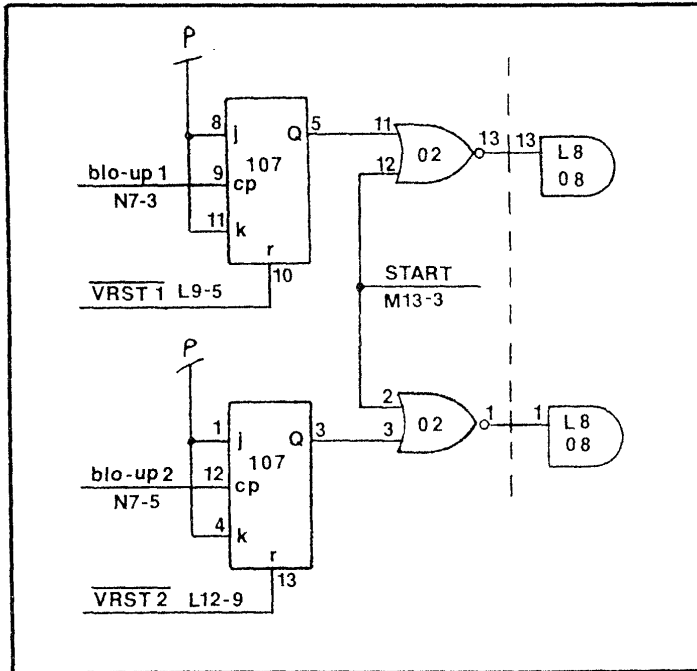 P
8 j Q 5 11
107 02 13 13 L8
blo-up 1 9 cp 12 08
N7-3
11 k
r
10 START
VRST 1 L9-5 M13-3
P
1 j Q 3 2
107 3 02 1 1 L8
08
blo-up 2 12 cp
N7-5
4 k
r
13
VRST 2 L12-9